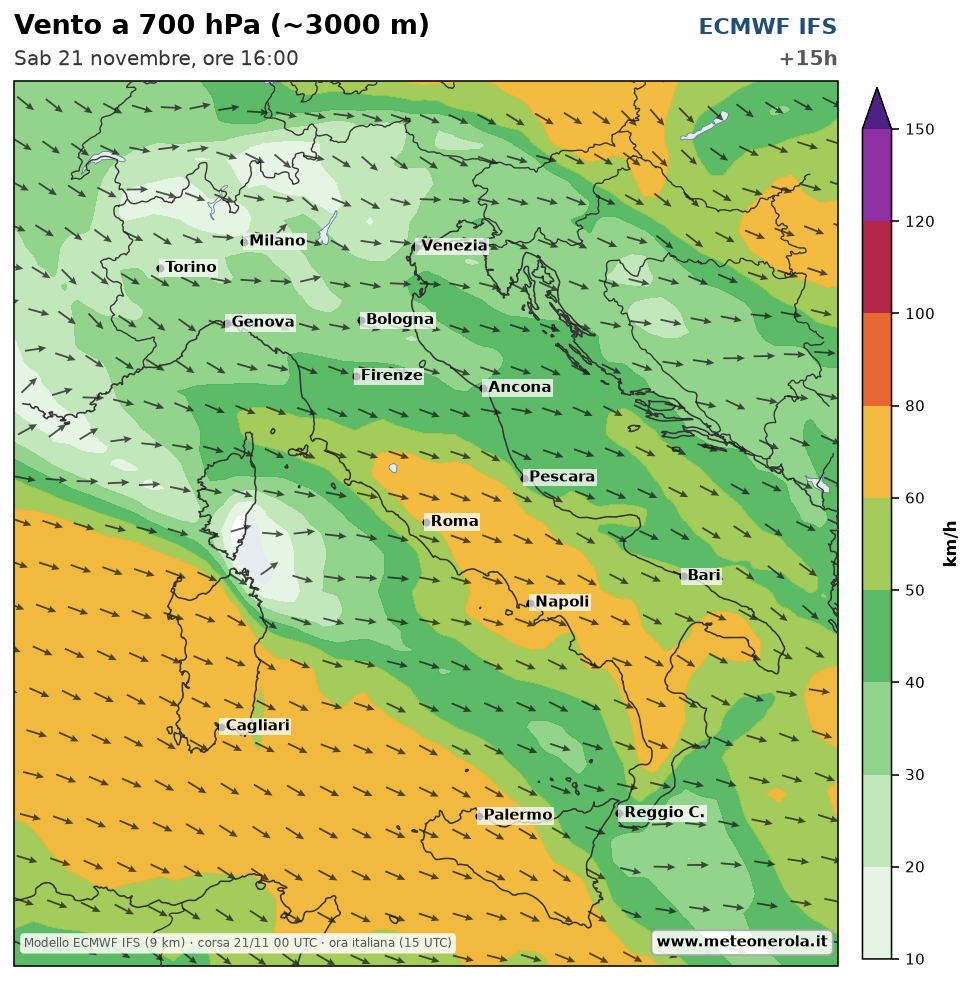 Vento a 700 hPa (~3000 m)
ECMWF IFS
Sab 21 novembre, ore 16:00
+15h
Milano
Venezia
Torino
Genova
Bologna
Firenze
Ancona
Pescara
Roma
Bari
Napoli
Cagliari
Palermo
Reggio C.
150
120
100
80
60
50
40
30
20
10
km/h
Modello ECMWF IFS (9 km) · corsa 21/11 00 UTC · ora italiana (15 UTC)
www.meteonerola.it